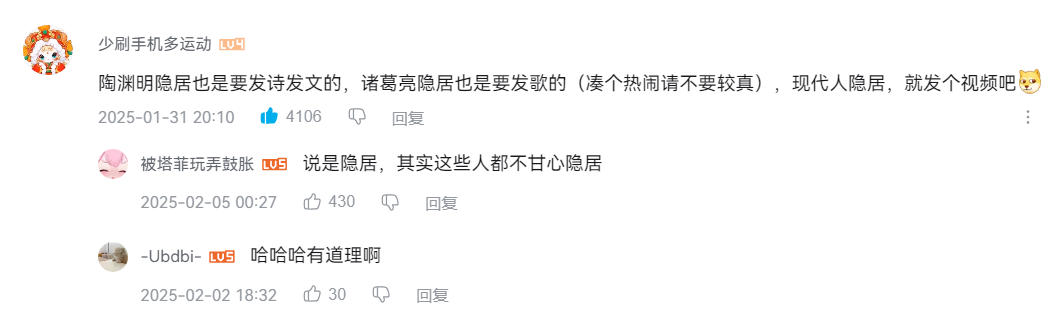 少刷手机多运动 LV4
陶渊明隐居也是要发诗发文的，诸葛亮隐居也是要发歌的（凑个热闹请不要较真），现代人隐居，就发个视频吧
2025-01-31 20:10 4106 回复
被塔菲玩弄鼓胀 LV5 说是隐居，其实这些人都不甘心隐居
2025-02-05 00:27 430 回复
-Ubdbi- LV5 哈哈哈有道理啊
2025-02-02 18:32 30 回复